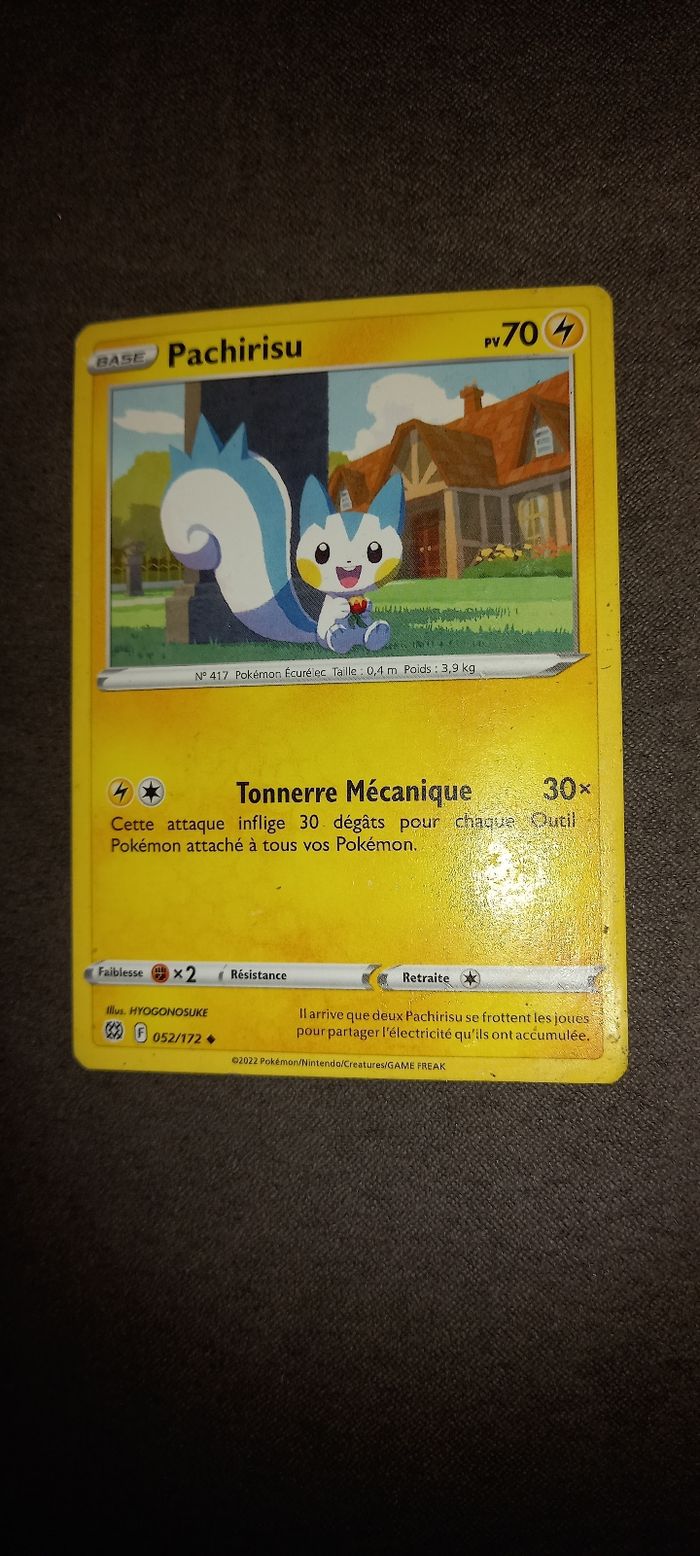 BASE Pachirisu PV70
N° 417 Pokémon Écurélec Taille : 0,4 m Poids : 3,9 kg
Tonnerre Mécanique 30×
Cette attaque inflige 30 dégâts pour chaque Outil
Pokémon attaché à tous vos Pokémon.
Faiblesse ×2 Résistance Retraite
Illus. HYOGONOSUKE
F 052/172
Il arrive que deux Pachirisu se frottent les joues
pour partager l'électricité qu'ils ont accumulée.
©2022 Pokémon/Nintendo/Creatures/GAME FREAK